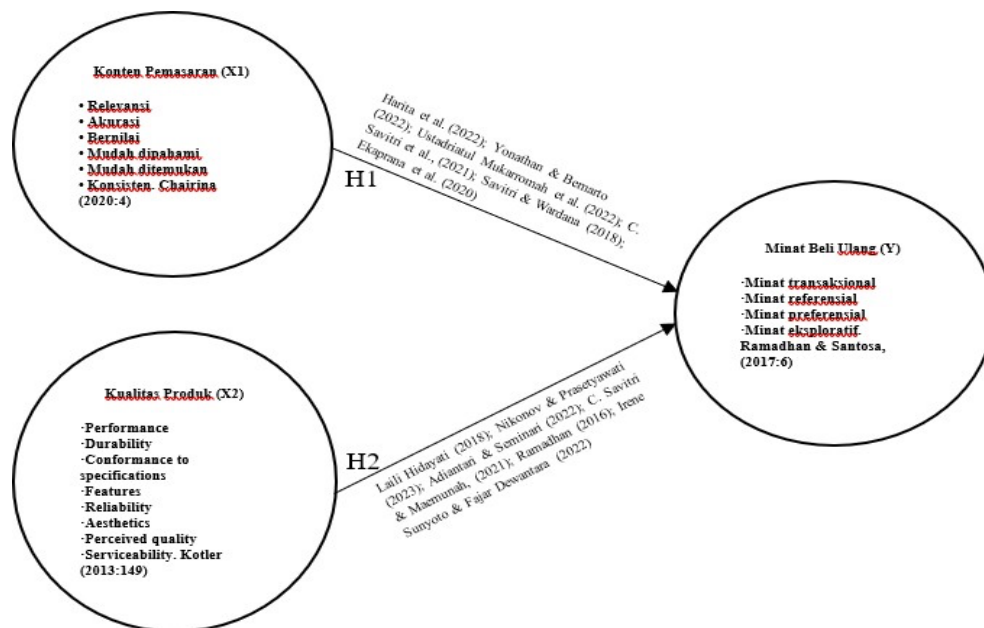 Konten Pemasaran (X1)
• Relevansi
• Akurasi
• Bernilai
• Mudah dipahami
• Mudah ditemukan
• Konsisten. Chairina
(2020:4)
H1
Harita et al. (2022); Yonathan & Bernarto
(2022); Ustadriatul Mukarromah et al. (2022); C.
Savitri et al., (2021); Savitri & Wardana (2018);
Ekaprana et al. (2020)
Minat Beli Ulang (Y)
·Minat transaksional
·Minat referensial
·Minat preferensial
·Minat eksploratif.
Ramadhan & Santosa,
(2017:6)
Kualitas Produk (X2)
·Performance
·Durability
·Conformance to
specifications
·Features
·Reliability
·Aesthetics
·Perceived quality
·Serviceability. Kotler
(2013:149)
H2
Laili Hidayati (2018); Nikonov & Prasetyawati
(2023); Adiantari & Seminari (2022); C. Savitri
& Maemunah, (2021); Ramadhan (2016); Irene
Sunyoto & Fajar Dewantara (2022)